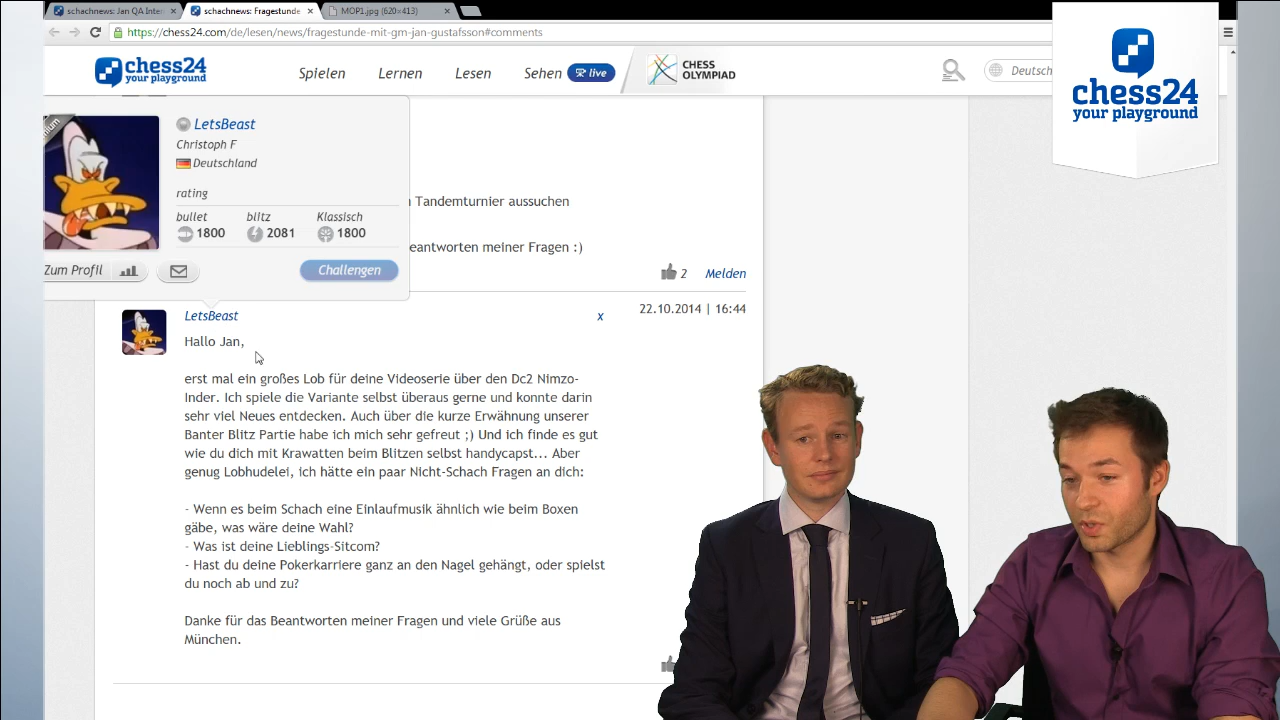 schachnews: Jan QA Inter
schachnews: Fragestunde
MOP1.jpg (620×413)
https://chess24.com/de/lesen/news/fragestunde-mit-gm-jan-gustafsson#comments
chess24
your playground
Spielen
Lernen
Lesen
Sehen
live
CHESS
OLYMPIAD
Deutsch
chess24
your playground
LetsBeast
Christoph F
Deutschland
rating
bullet
blitz
Klassisch
1800
2081
1800
Zum Profil
Challengen
Tandemturnier aussuchen
eantworten meiner Fragen :)
2
Melden
LetsBeast
x
22.10.2014 | 16:44
Hallo Jan,
erst mal ein großes Lob für deine Videoserie über den Dc2 Nimzo-
Inder. Ich spiele die Variante selbst überaus gerne und konnte darin
sehr viel Neues entdecken. Auch über die kurze Erwähnung unserer
Banter Blitz Partie habe ich mich sehr gefreut ;) Und ich finde es gut
wie du dich mit Krawatten beim Blitzen selbst handycapst... Aber
genug Lobhudelei, ich hätte ein paar Nicht-Schach Fragen an dich:
- Wenn es beim Schach eine Einlaufmusik ähnlich wie beim Boxen
gäbe, was wäre deine Wahl?
- Was ist deine Lieblings-Sitcom?
- Hast du deine Pokerkarriere ganz an den Nagel gehängt, oder spielst
du noch ab und zu?
Danke für das Beantworten meiner Fragen und viele Grüße aus
München.